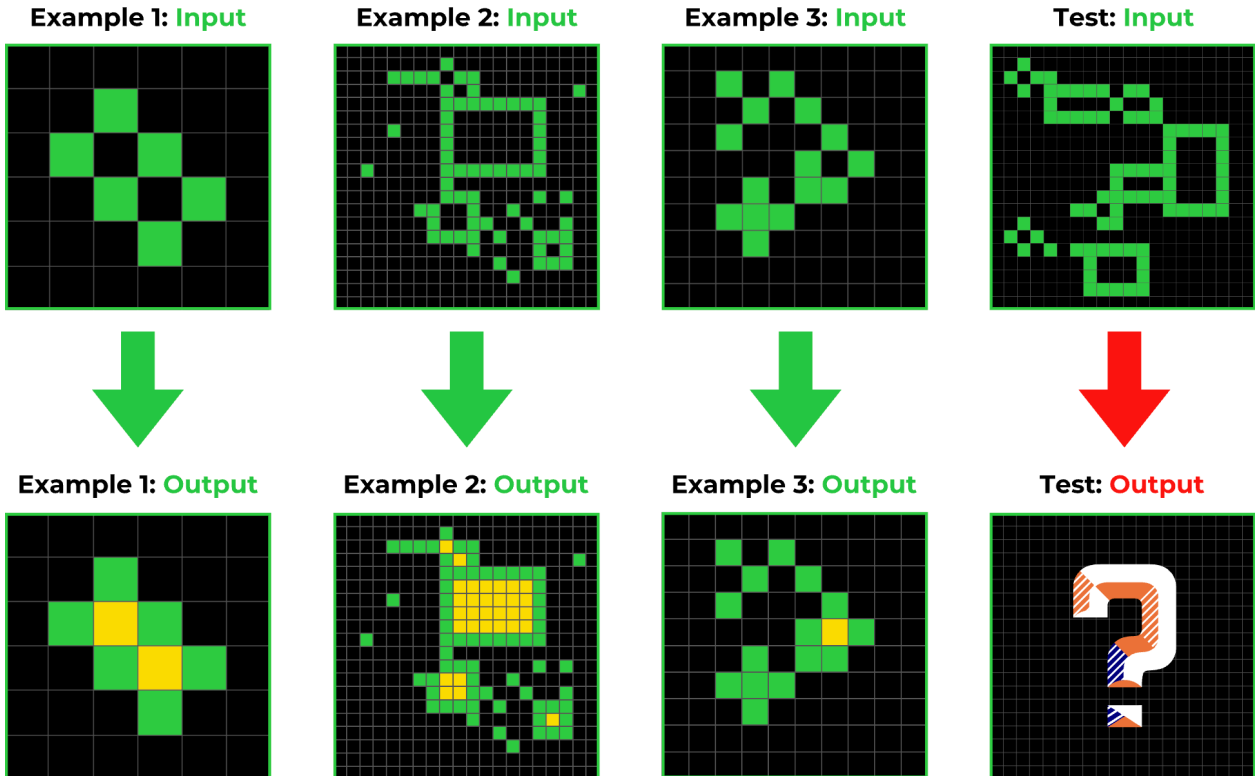 Example 1: Input
Example 2: Input
Example 3: Input
Test: Input
Example 1: Output
Example 2: Output
Example 3: Output
Test: Output
?